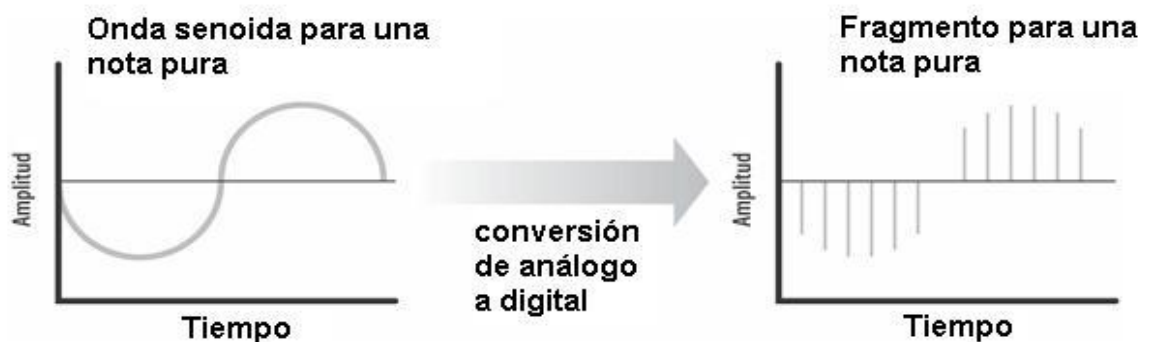 Onda senoida para una
nota pura
Amplitud
Tiempo
conversión
de análogo
a digital
Fragmento para una
nota pura
Amplitud
Tiempo